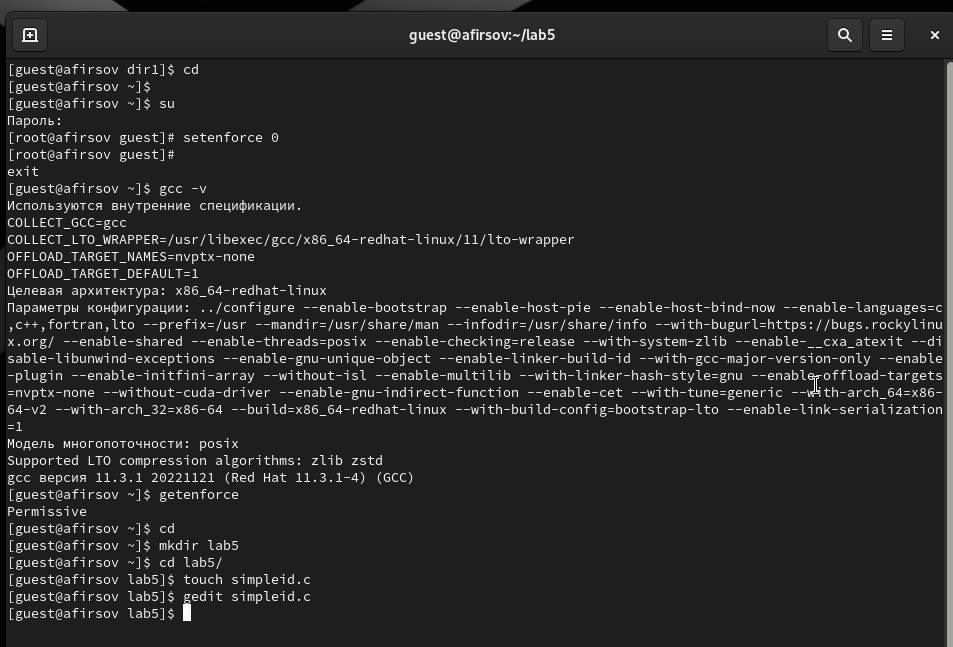 guest@afirsov:~/lab5
[guest@afirsov dir1]$ cd
[guest@afirsov ~]$
[guest@afirsov ~]$ su
Пароль:
[root@afirsov guest]# setenforce 0
[root@afirsov guest]#
exit
[guest@afirsov ~]$ gcc -v
Используются внутренние спецификации.
COLLECT_GCC=gcc
COLLECT_LTO_WRAPPER=/usr/libexec/gcc/x86_64-redhat-linux/11/lto-wrapper
OFFLOAD_TARGET_NAMES=nvptx-none
OFFLOAD_TARGET_DEFAULT=1
Целевая архитектура: x86_64-redhat-linux
Параметры конфигурации: ../configure --enable-bootstrap --enable-host-pie --enable-host-bind-now --enable-languages=c
,c++,fortran,lto --prefix=/usr --mandir=/usr/share/man --infodir=/usr/share/info --with-bugurl=https://bugs.rockylinu
x.org/ --enable-shared --enable-threads=posix --enable-checking=release --with-system-zlib --enable-__cxa_atexit --di
sable-libunwind-exceptions --enable-gnu-unique-object --enable-linker-build-id --with-gcc-major-version-only --enable
-plugin --enable-initfini-array --without-isl --enable-multilib --with-linker-hash-style=gnu --enable-offload-targets
=nvptx-none --without-cuda-driver --enable-gnu-indirect-function --enable-cet --with-tune=generic --with-arch_64=x86-
64-v2 --with-arch_32=x86-64 --build=x86_64-redhat-linux --with-build-config=bootstrap-lto --enable-link-serialization
=1
Модель многопоточности: posix
Supported LTO compression algorithms: zlib zstd
gcc версия 11.3.1 20221121 (Red Hat 11.3.1-4) (GCC)
[guest@afirsov ~]$ getenforce
Permissive
[guest@afirsov ~]$ cd
[guest@afirsov ~]$ mkdir lab5
[guest@afirsov ~]$ cd lab5/
[guest@afirsov lab5]$ touch simpleid.c
[guest@afirsov lab5]$ gedit simpleid.c
[guest@afirsov lab5]$